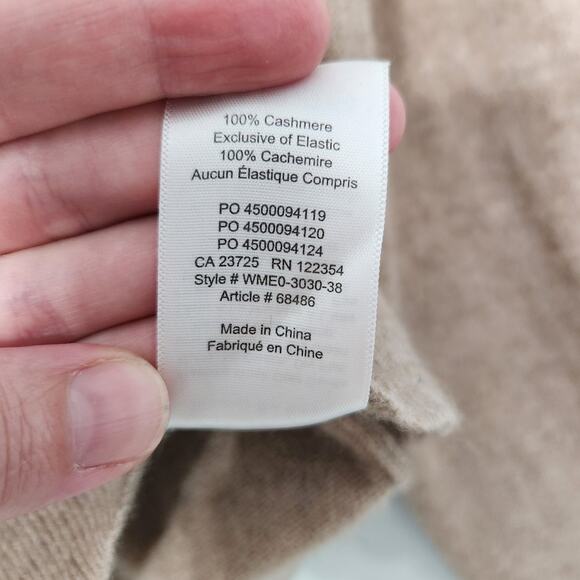 100% Cashmere
Exclusive of Elastic
100% Cachemire
Aucun Élastique Compris
PO 4500094119
PO 4500094120
PO 4500094124
CA 23725 RN 122354
Style # WME0-3030-38
Article # 68486
Made in China
Fabriqué en Chine